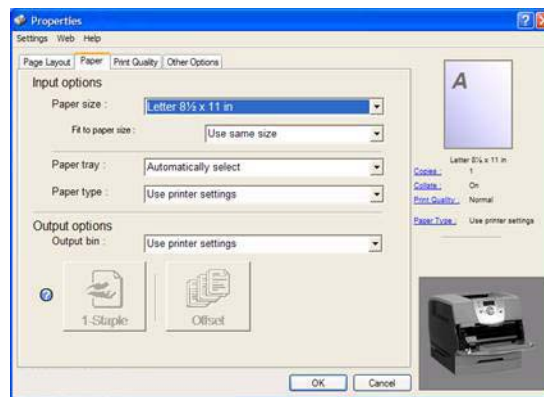 Properties
Settings Web Help
Page Layout Paper Print Quality Other Options
Input options
Paper size : Letter 8½ x 11 in
Fit to paper size : Use same size
Paper tray : Automatically select
Paper type : Use printer settings
Output options
Output bin : Use printer settings
1-Staple Offset
OK Cancel
A
Letter 8½ x 11 in
Copies : 1
Collate : On
Print Quality : Normal
Paper Type : Use printer settings